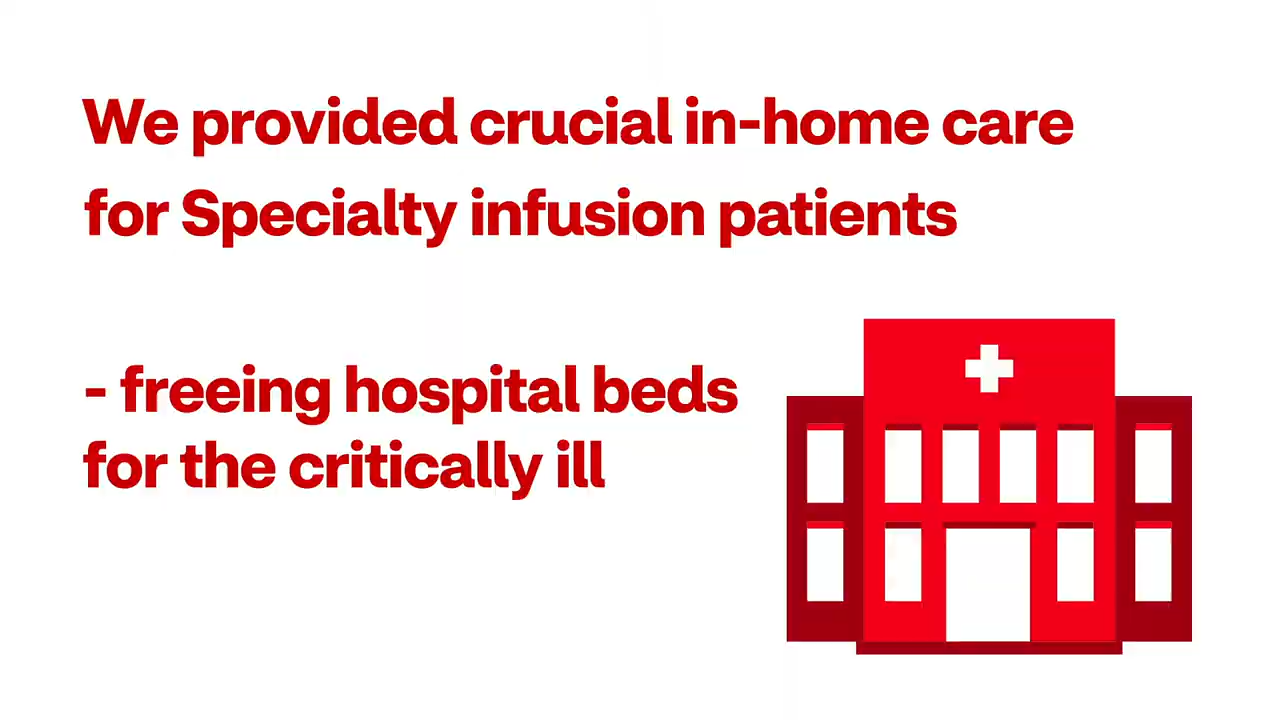 We provided crucial in-home care
for Specialty infusion patients
- freeing hospital beds
for the critically ill